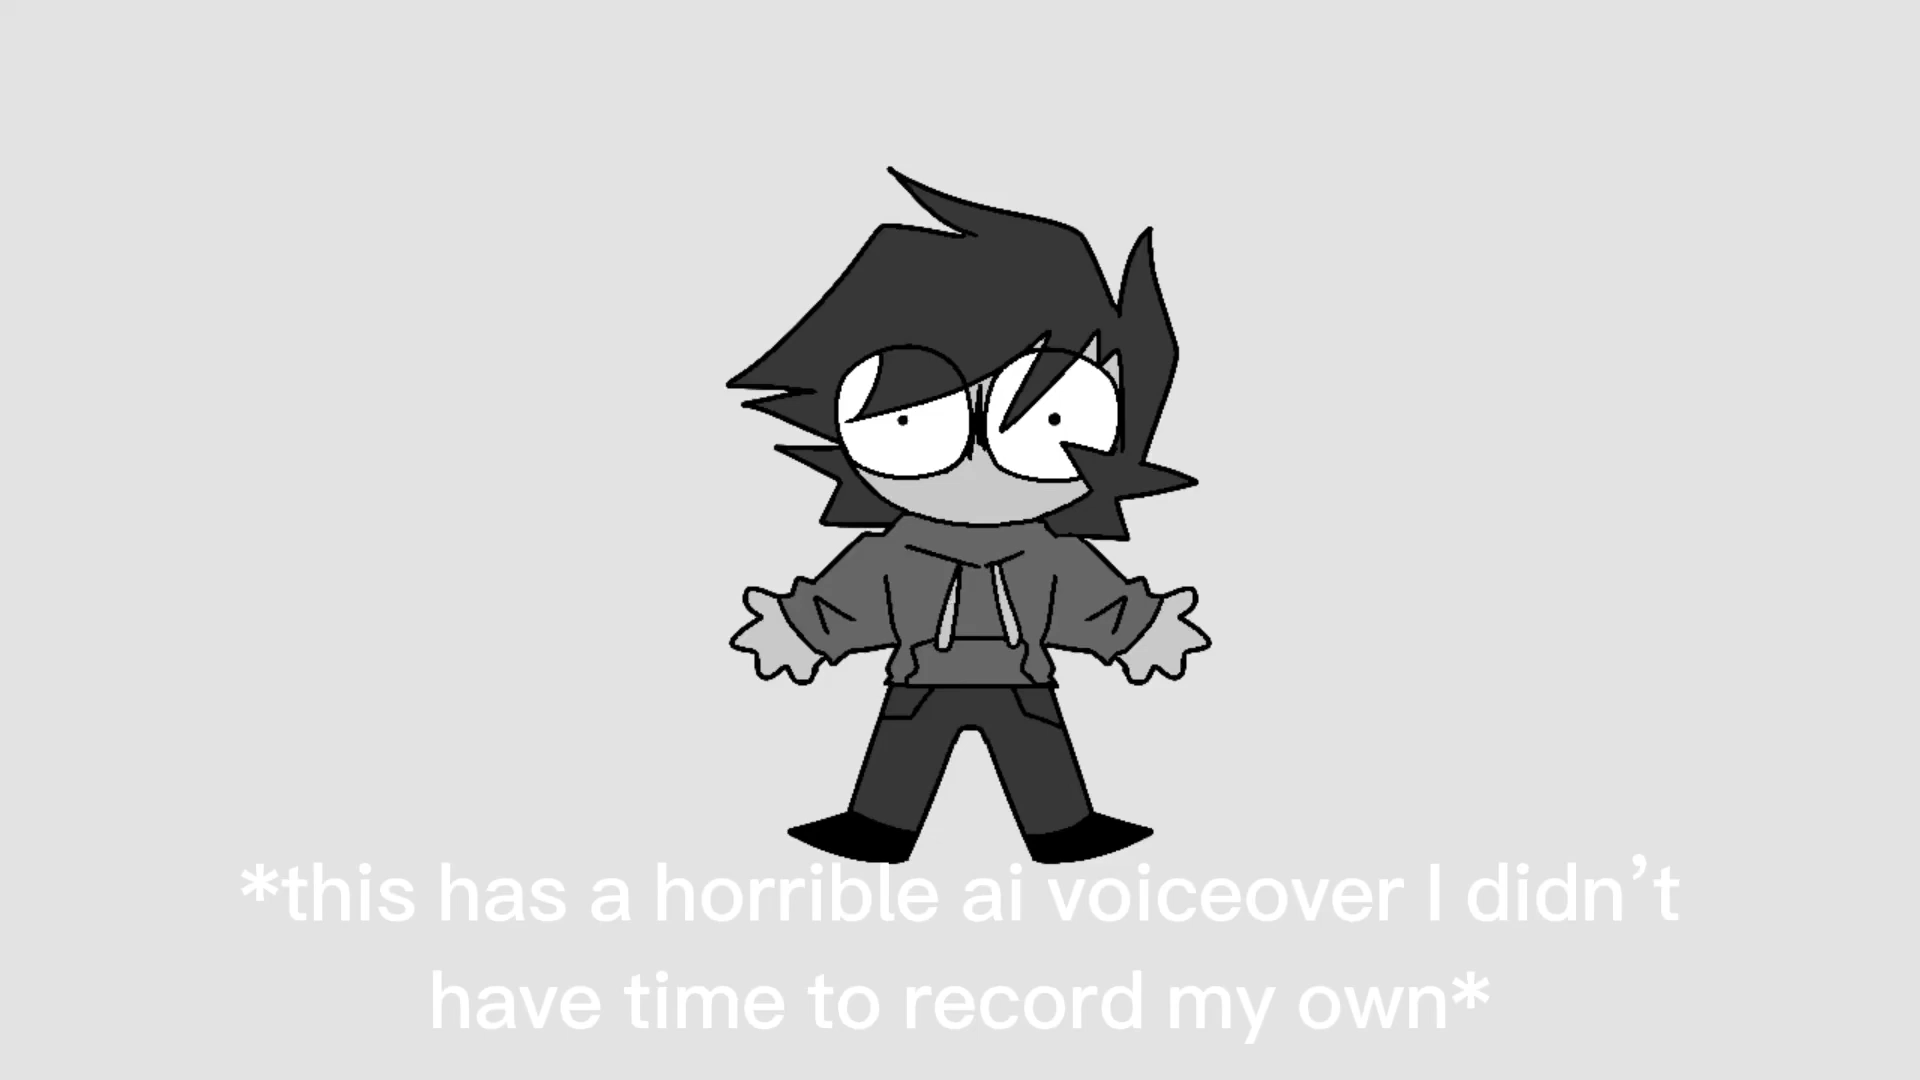 *this has a horrible ai voiceover I didn’t
have time to record my own*